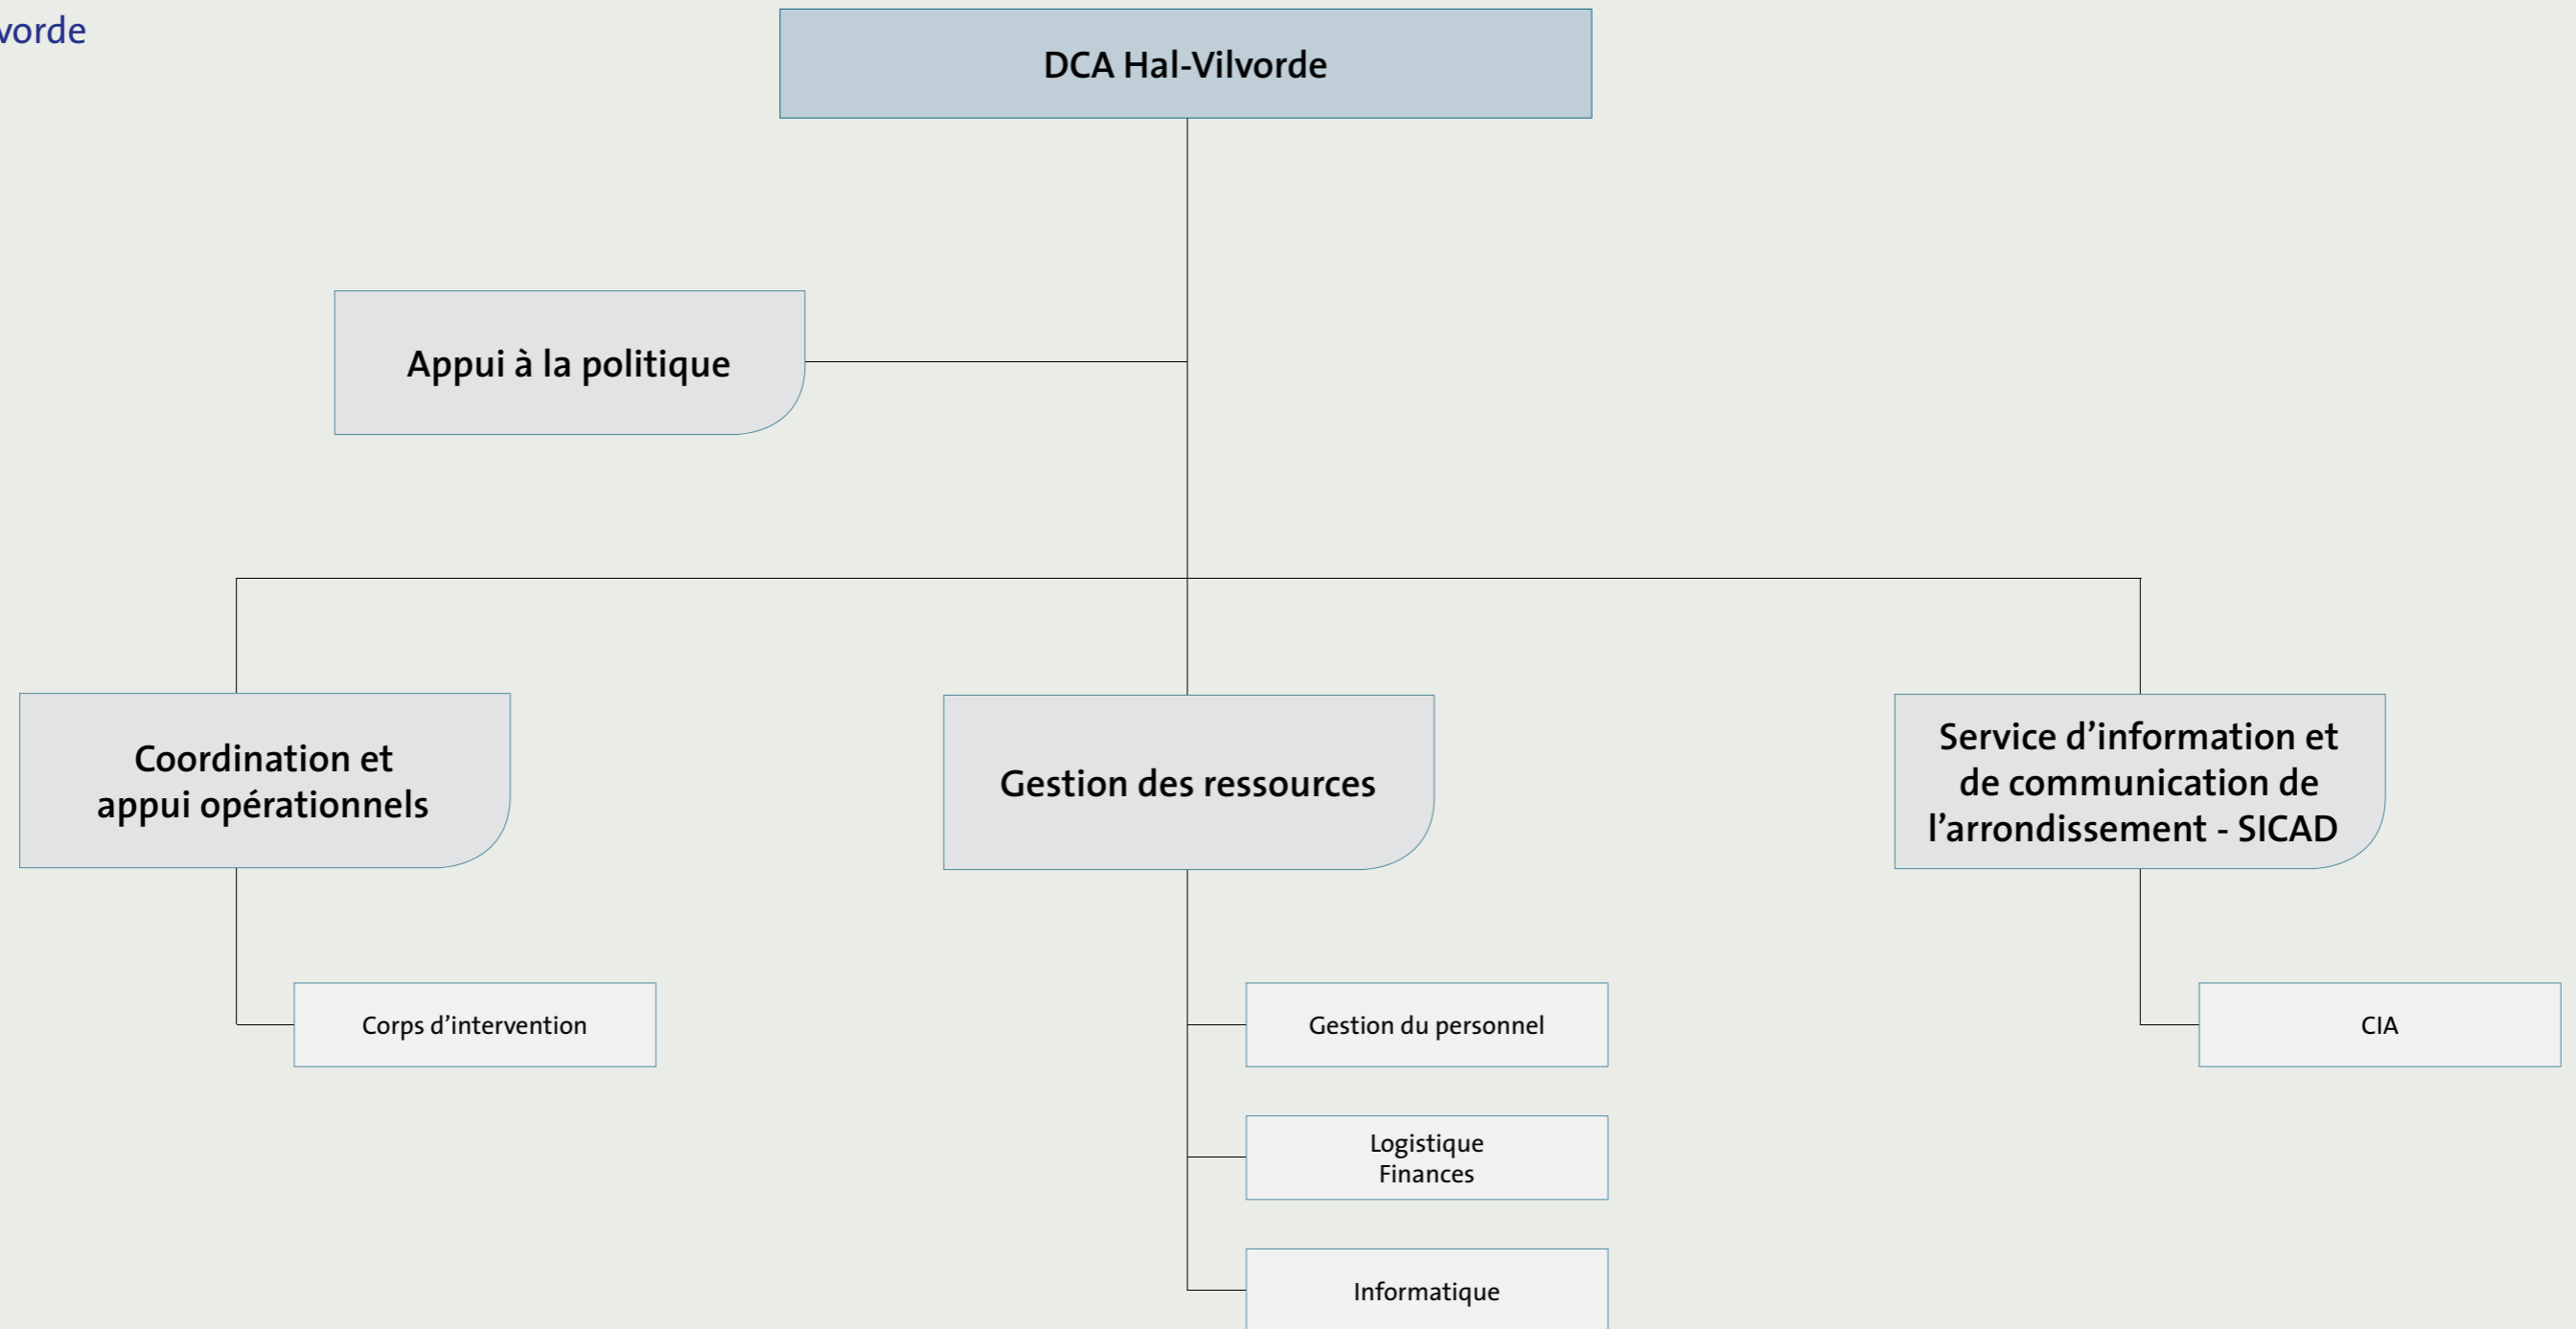 vorde
DCA Hal-Vilvorde
Appui à la politique
Coordination et
appui opérationnels
Gestion des ressources
Service d’information et
de communication de
l’arrondissement - SICAD
Corps d’intervention
Gestion du personnel
CIA
Logistique
Finances
Informatique